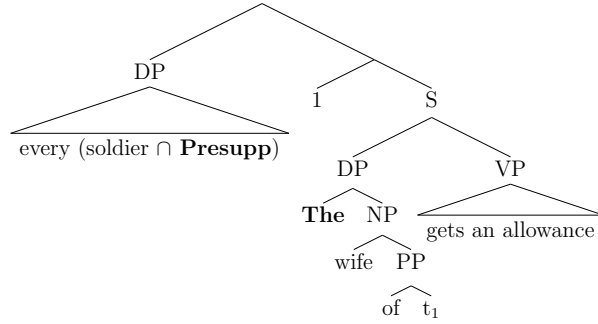 DP
1 S
every (soldier ∩ Presupp)
DP VP
The NP
gets an allowance
wife PP
of t₁